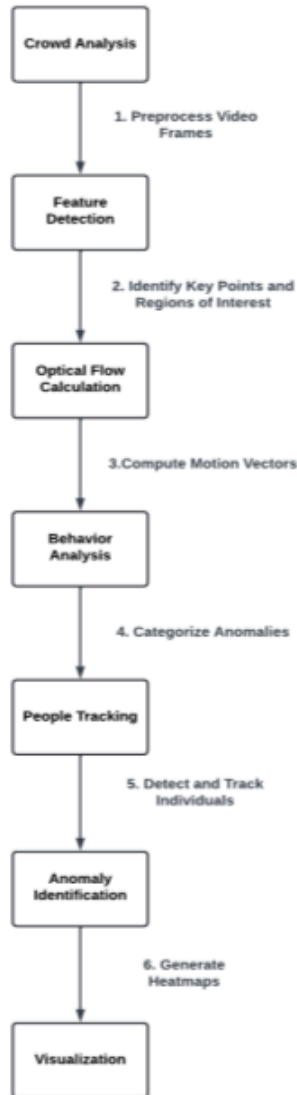 Crowd Analysis
1. Preprocess Video
Frames
Feature
Detection
2. Identify Key Points and
Regions of Interest
Optical Flow
Calculation
3.Compute Motion Vectors
Behavior
Analysis
4. Categorize Anomalies
People Tracking
5. Detect and Track
Individuals
Anomaly
Identification
6. Generate
Heatmaps
Visualization